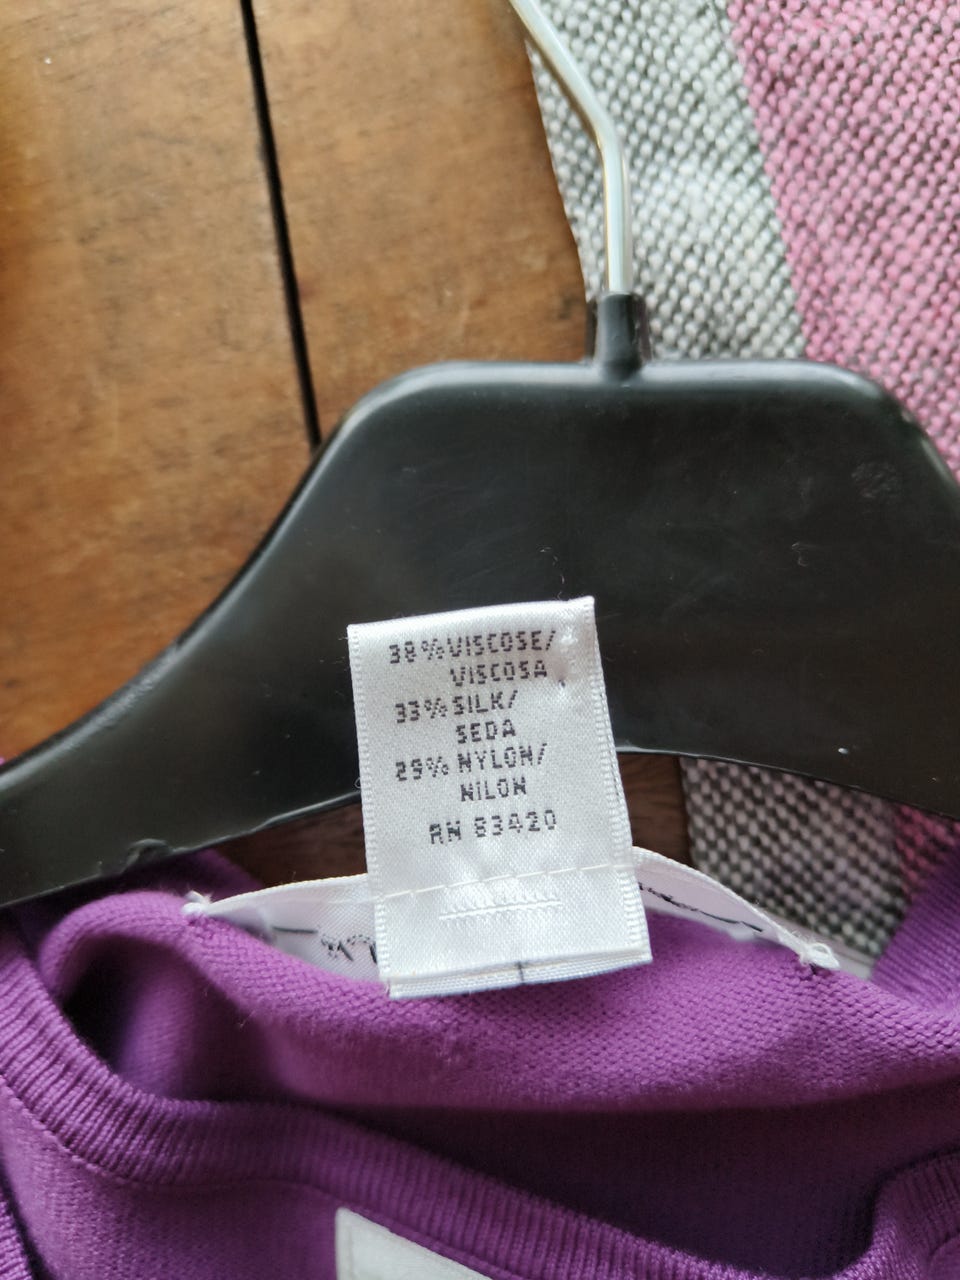 38% VISCOSE/
VISCOSA
33% SILK/
SEDA
29% NYLON/
NILON
RN 83420